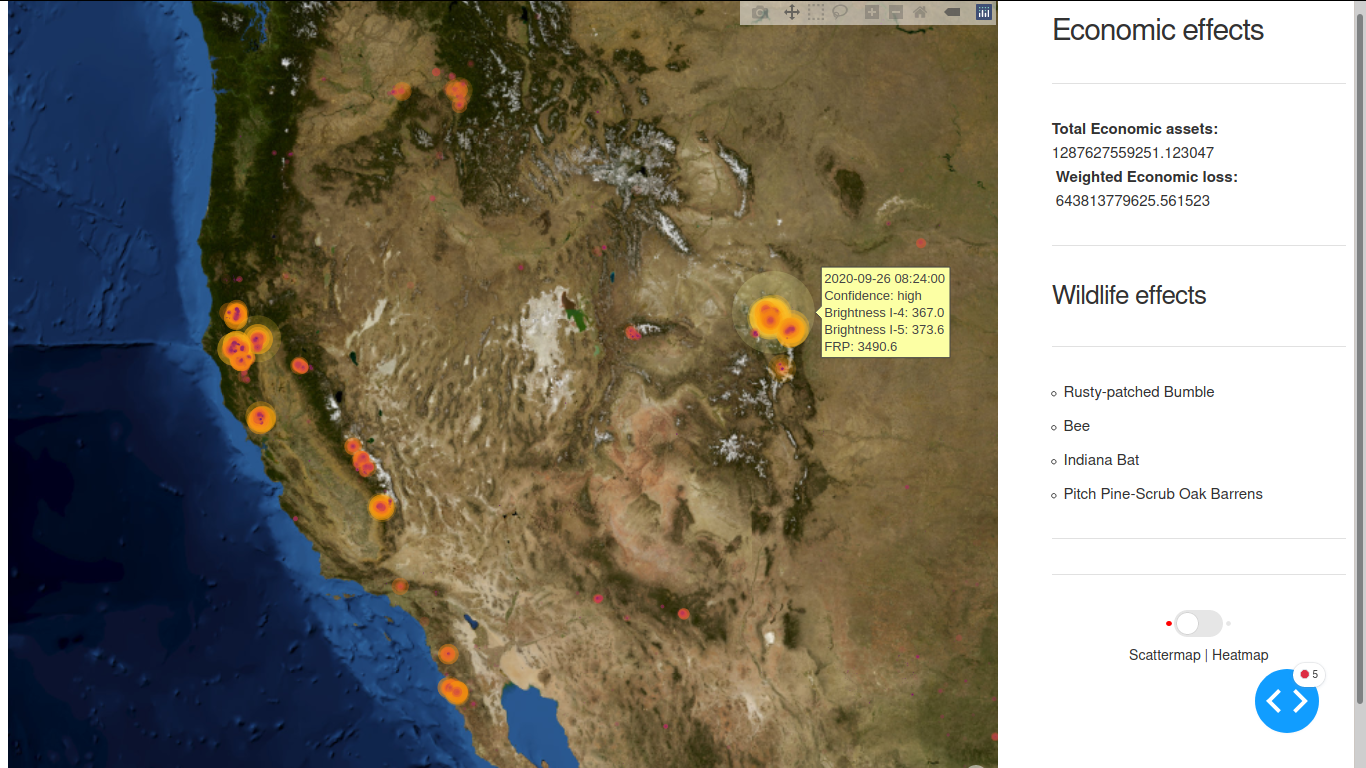 2020-09-26 08:24:00
Confidence: high
Brightness I-4: 367.0
Brightness I-5: 373.6
FRP: 3490.6
Economic effects
Total Economic assets:
1287627559251.123047
Weighted Economic loss:
643813779625.561523
Wildlife effects
Rusty-patched Bumble
Bee
Indiana Bat
Pitch Pine-Scrub Oak Barrens
Scattermap | Heatmap
5